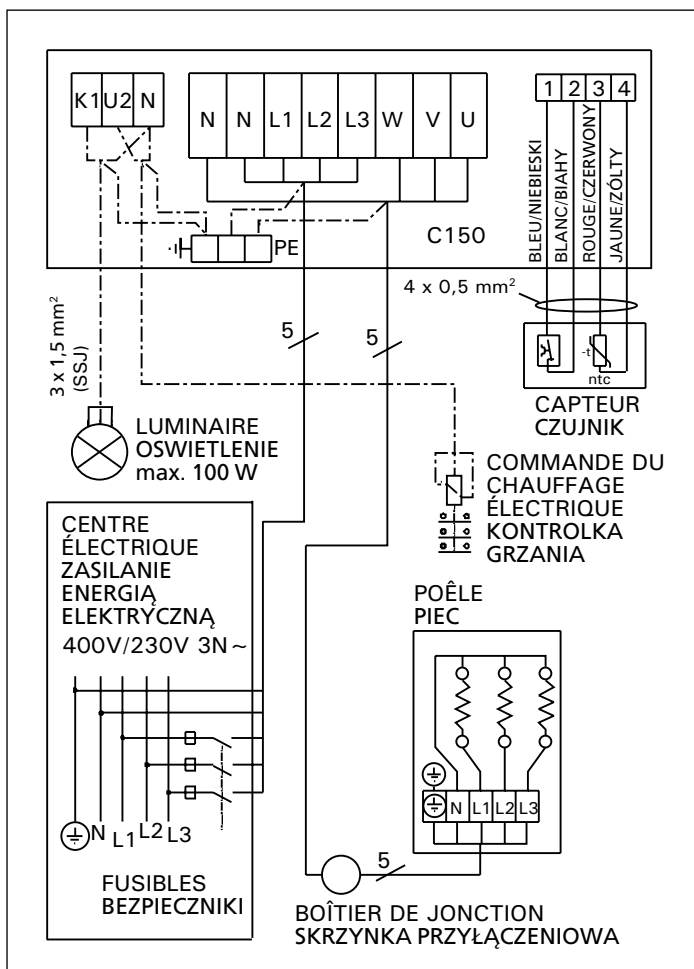 K1 U2 N
N N L1 L2 L3 W V U
1 2 3 4
BLEU/NIEBIESKI
BLANC/BIAHY
ROUGE/CZERWONY
JAUNE/ZÓLTY
PE
C150
4 x 0,5 mm²
3 x 1,5 mm²
(SSJ)
5
5
-t
ntc
CAPTEUR
CZUJNIK
LUMINAIRE
OSWIETLENIE
max. 100 W
COMMANDE DU
CHAUFFAGE
ÉLECTRIQUE
KONTROLKA
GRZANIA
CENTRE
ÉLECTRIQUE
ZASILANIE
ENERGIĄ
ELEKTRYCZNĄ
400V/230V 3N ~
POÊLE
PIEC
N L1 L2 L3
N L1 L2 L3
5
FUSIBLES
BEZPIECZNIKI
BOÎTIER DE JONCTION
SKRZYNKA PRZYŁĄCZENIOWA